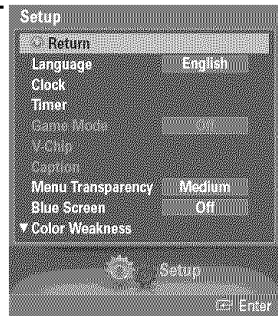 Setup
Return
Language English
Clock
Timer
Game Mode Off
V-Chip
Caption
Menu Transparency Medium
Blue Screen Off
▼ Color Weakness
Setup
Enter